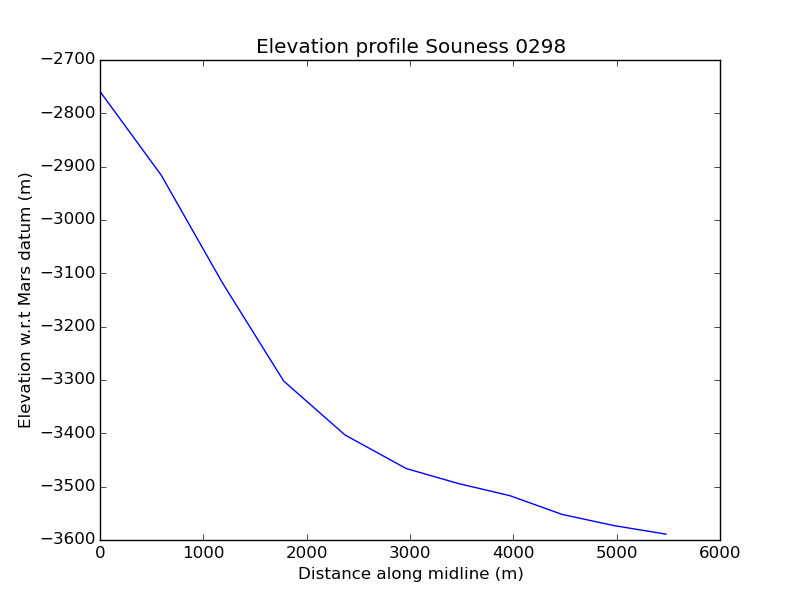 Elevation profile Souness 0298
−2700
−2800
−2900
−3000
−3100
−3200
−3300
−3400
−3500
−3600
Elevation w.r.t Mars datum (m)
0 1000 2000 3000 4000 5000 6000
Distance along midline (m)